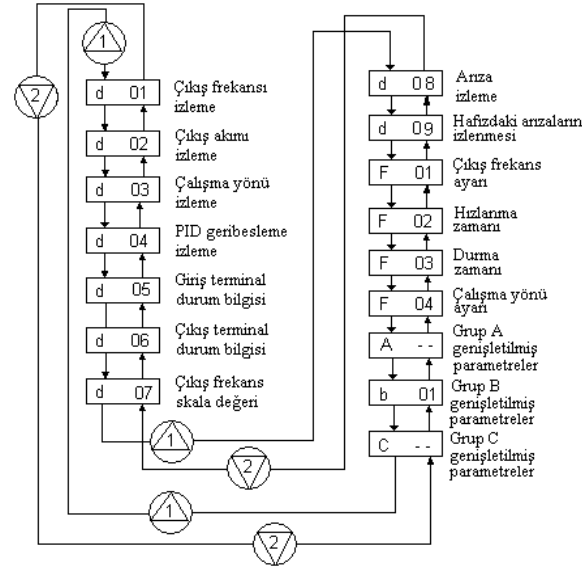 1
2
d 01
Çıkış frekansı
izleme
d 02
Çıkış akımı
izleme
d 03
Çalışma yönü
izleme
d 04
PID geribesleme
izleme
d 05
Giriş terminal
durum bilgisi
d 06
Çıkış terminal
durum bilgisi
d 07
Çıkış frekans
skala değeri
1
2
1
2
d 08
Arıza
izleme
d 09
Hafızdaki arızaların
izlenmesi
F 01
Çıkış frekans
ayarı
F 02
Hızlanma
zamanı
F 03
Durma
zamanı
F 04
Çalışma yönü
ayarı
A --
Grup A
genişletilmiş
parametreler
b 01
Grup B
genişletilmiş
parametreler
C --
Grup C
genişletilmiş
parametreler